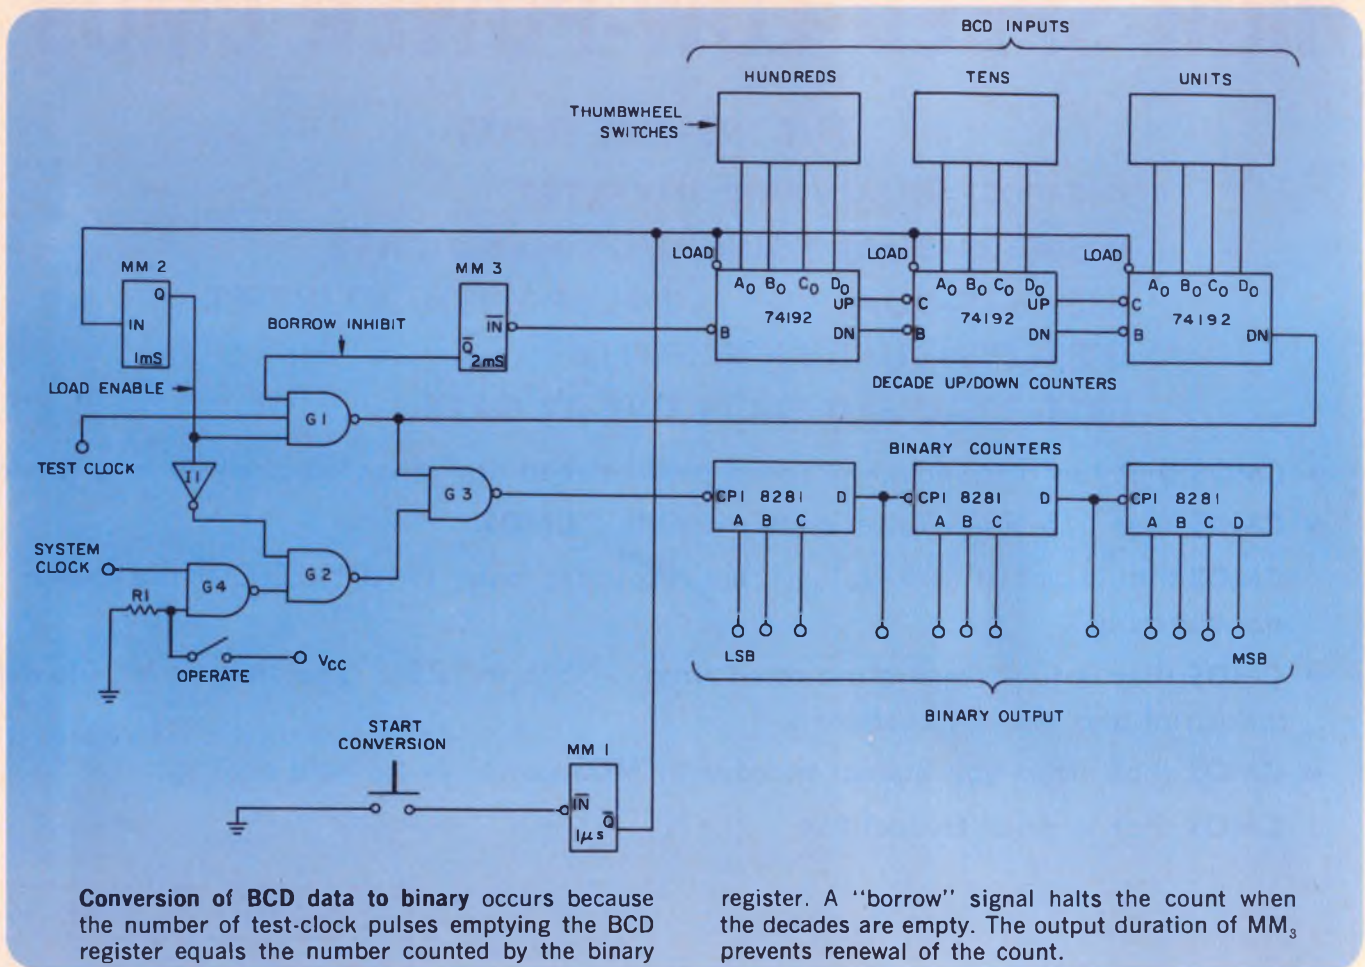 BCD INPUTS
HUNDREDS
TENS
UNITS
THUMBWHEEL
SWITCHES
LOAD
LOAD
LOAD
A0 B0 C0 D0
UP
74192
B
DN
A0 B0 C0 D0
C
UP
74192
B
DN
A0 B0 C0 D0
C
74192
B
DN
DECADE UP/DOWN COUNTERS
MM 2
Q
IN
1mS
MM 3
IN
Q
2mS
BORROW INHIBIT
LOAD ENABLE
G1
TEST CLOCK
I1
G3
SYSTEM
CLOCK
G4
G2
R1
VCC
OPERATE
BINARY COUNTERS
CP1 8281 D
A B C
CP1 8281 D
A B C
CP1 8281
A B C D
LSB
MSB
BINARY OUTPUT
START
CONVERSION
MM 1
IN
Q
1μs
Conversion of BCD data to binary occurs because
the number of test-clock pulses emptying the BCD
register equals the number counted by the binary
register. A "borrow" signal halts the count when
the decades are empty. The output duration of MM3
prevents renewal of the count.